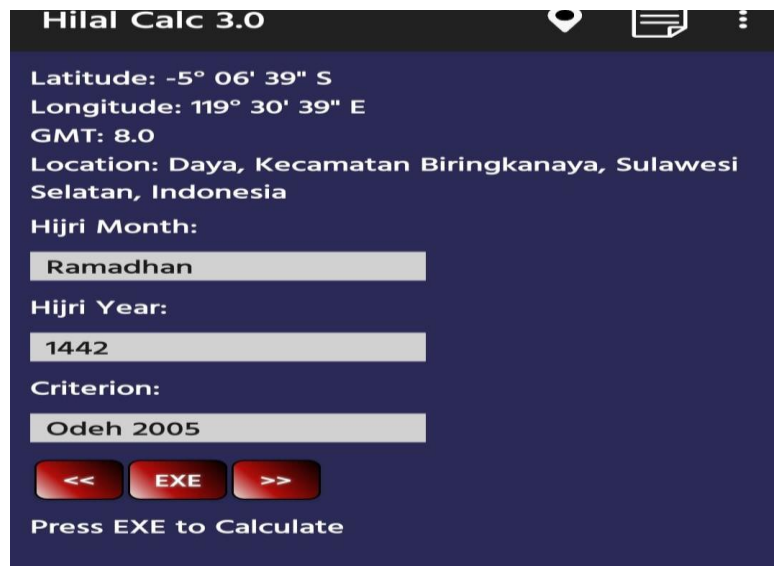 Hilal Calc 3.0
Latitude: -5° 06' 39" S
Longitude: 119° 30' 39" E
GMT: 8.0
Location: Daya, Kecamatan Biringkanaya, Sulawesi
Selatan, Indonesia
Hijri Month:
Ramadhan
Hijri Year:
1442
Criterion:
Odeh 2005
<< EXE >>
Press EXE to Calculate